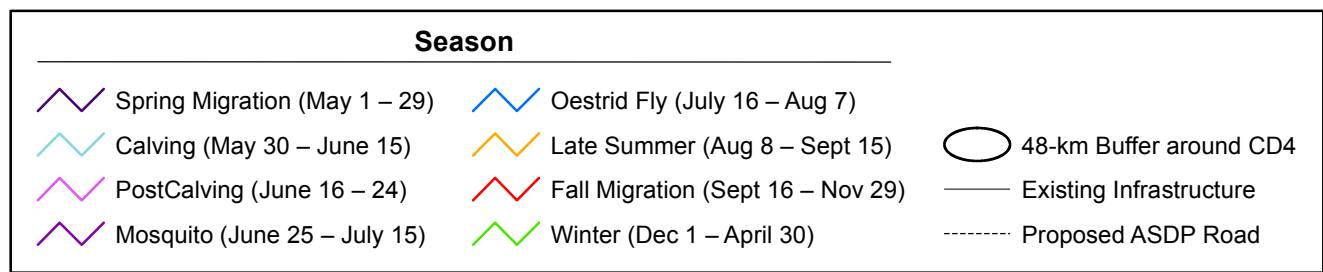 Season
Spring Migration (May 1 – 29)
Calving (May 30 – June 15)
PostCalving (June 16 – 24)
Mosquito (June 25 – July 15)
Oestrid Fly (July 16 – Aug 7)
Late Summer (Aug 8 – Sept 15)
Fall Migration (Sept 16 – Nov 29)
Winter (Dec 1 – April 30)
48-km Buffer around CD4
Existing Infrastructure
Proposed ASDP Road